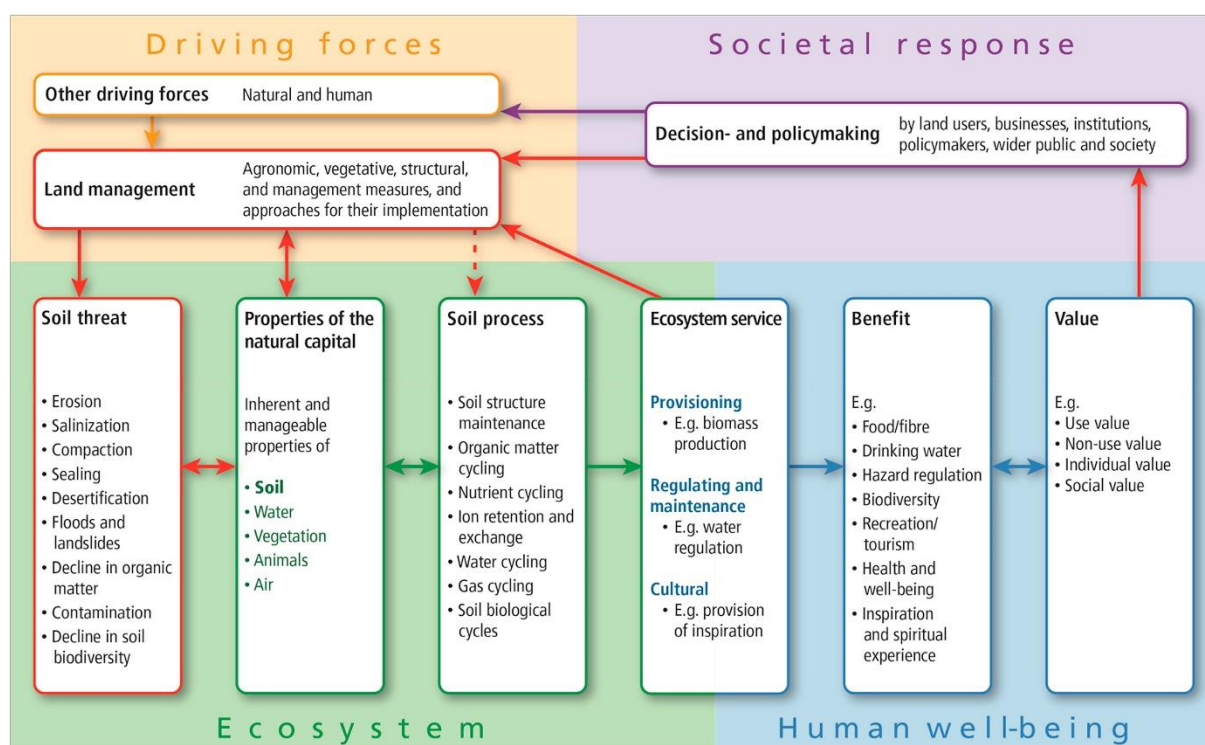 Driving forces
Societal response
Other driving forces
Natural and human
Decision- and policymaking
by land users, businesses, institutions,
policymakers, wider public and society
Land management
Agronomic, vegetative, structural,
and management measures, and
approaches for their implementation
Soil threat
• Erosion
• Salinization
• Compaction
• Sealing
• Desertification
• Floods and
landslides
• Decline in organic
matter
• Contamination
• Decline in soil
biodiversity
Properties of the
natural capital
Inherent and
manageable
properties of
• Soil
• Water
• Vegetation
• Animals
• Air
Soil process
• Soil structure
maintenance
• Organic matter
cycling
• Nutrient cycling
• Ion retention and
exchange
• Water cycling
• Gas cycling
• Soil biological
cycles
Ecosystem service
Provisioning
• E.g. biomass
production
Regulating and
maintenance
• E.g. water
regulation
Cultural
• E.g. provision
of inspiration
Benefit
E.g.
• Food/fibre
• Drinking water
• Hazard regulation
• Biodiversity
• Recreation/
tourism
• Health and
well-being
• Inspiration
and spiritual
experience
Value
E.g.
• Use value
• Non-use value
• Individual value
• Social value
Ecosystem
Human well-being